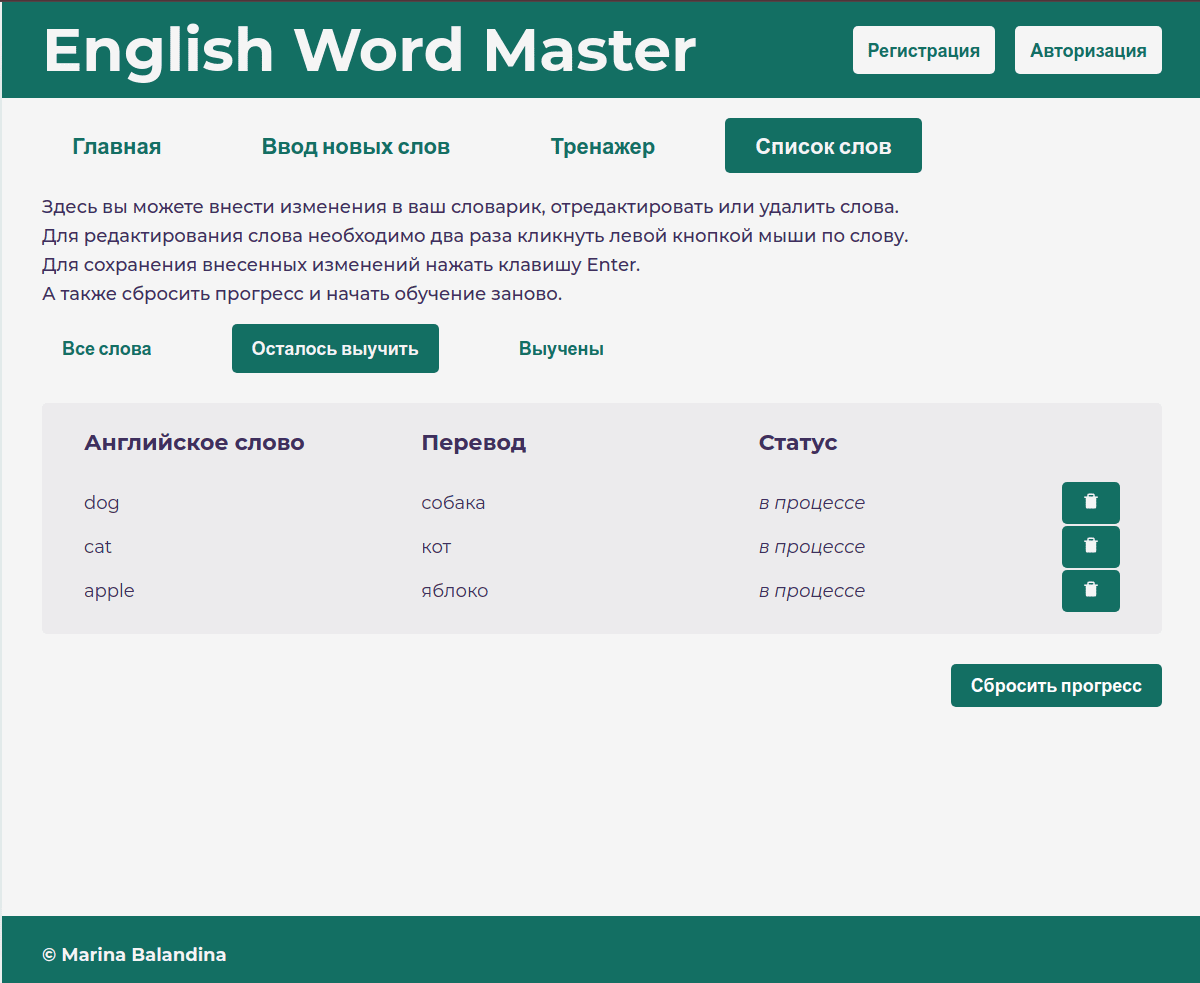 English Word Master
Регистрация
Авторизация
Главная
Ввод новых слов
Тренажер
Список слов
Здесь вы можете внести изменения в ваш словарик, отредактировать или удалить слова.
Для редактирования слова необходимо два раза кликнуть левой кнопкой мыши по слову.
Для сохранения внесенных изменений нажать клавишу Enter.
А также сбросить прогресс и начать обучение заново.
Все слова
Осталось выучить
Выучены
Английское слово
Перевод
Статус
dog
собака
в процессе
cat
кот
в процессе
apple
яблоко
в процессе
Сбросить прогресс
© Marina Balandina